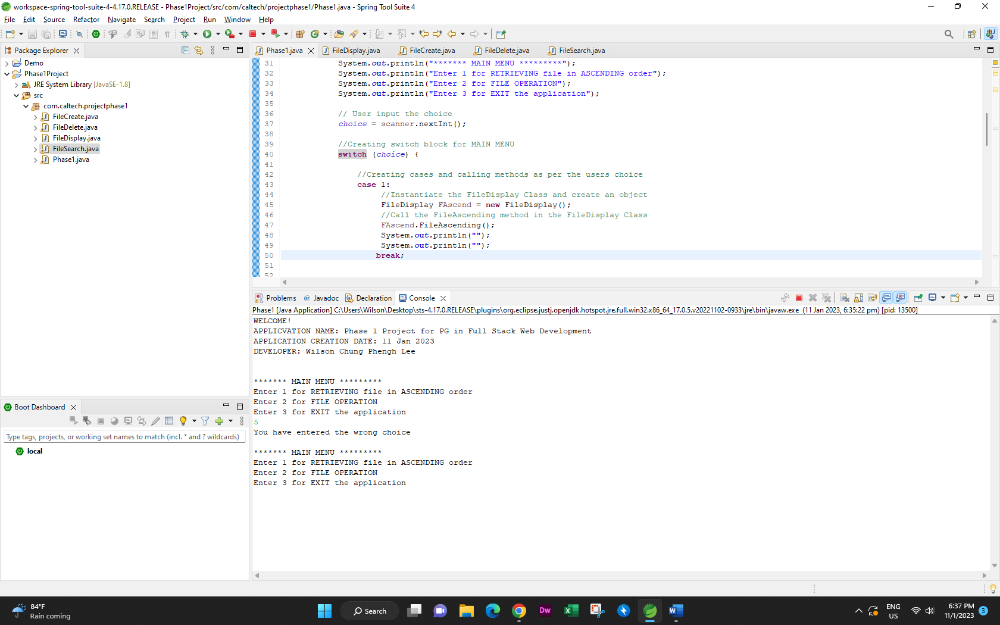 workspace-spring-tool-suite-4-4.17.0.RELEASE - Phase1Project/src/com/caltech/projectphase1/Phase1.java - Spring Tool Suite 4
File Edit Source Refactor Navigate Search Project Run Window Help
Package Explorer
Demo
Phase1Project
JRE System Library [JavaSE-1.8]
src
com.caltech.projectphase1
FileCreate.java
FileDelete.java
FileDisplay.java
FileSearch.java
Phase1.java
Phase1.java FileDisplay.java FileCreate.java FileDelete.java FileSearch.java
31 System.out.println("******* MAIN MENU *********");
32 System.out.println("Enter 1 for RETRIEVING file in ASCENDING order");
33 System.out.println("Enter 2 for FILE OPERATION");
34 System.out.println("Enter 3 for EXIT the application");
35
36 // User input the choice
37 choice = scanner.nextInt();
38
39 //Creating switch block for MAIN MENU
40 switch (choice) {
41
42 //Creating cases and calling methods as per the users choice
43 case 1:
44 //Instantiate the FileDisplay Class and create an object
45 FileDisplay FAscend = new FileDisplay();
46 //Call the FileAscending method in the FileDisplay Class
47 FAscend.FileAscending();
48 System.out.println("");
49 System.out.println("");
50 break;
51
52
Problems @ Javadoc Declaration Console
Phase1 [Java Application] C:\Users\Wilson\Desktop\sts-4.17.0.RELEASE\plugins\org.eclipse.justj.openjdk.hotspot.jre.full.win32.x86_64_17.0.5.v20221102-0933\jre\bin\javaw.exe (11 Jan 2023, 6:35:22 pm) [pid: 13500]
WELCOME!
APPLICVATION NAME: Phase 1 Project for PG in Full Stack Web Development
APPLICATION CREATION DATE: 11 Jan 2023
DEVELOPER: Wilson Chung Phengh Lee
******* MAIN MENU *********
Enter 1 for RETRIEVING file in ASCENDING order
Enter 2 for FILE OPERATION
Enter 3 for EXIT the application
5
You have entered the wrong choice
******* MAIN MENU *********
Enter 1 for RETRIEVING file in ASCENDING order
Enter 2 for FILE OPERATION
Enter 3 for EXIT the application
Boot Dashboard
Type tags, projects, or working set names to match (incl. * and ? wildcards)
local
84°F
Rain coming
Search
Dw
ENG
US
6:37 PM
11/1/2023
3